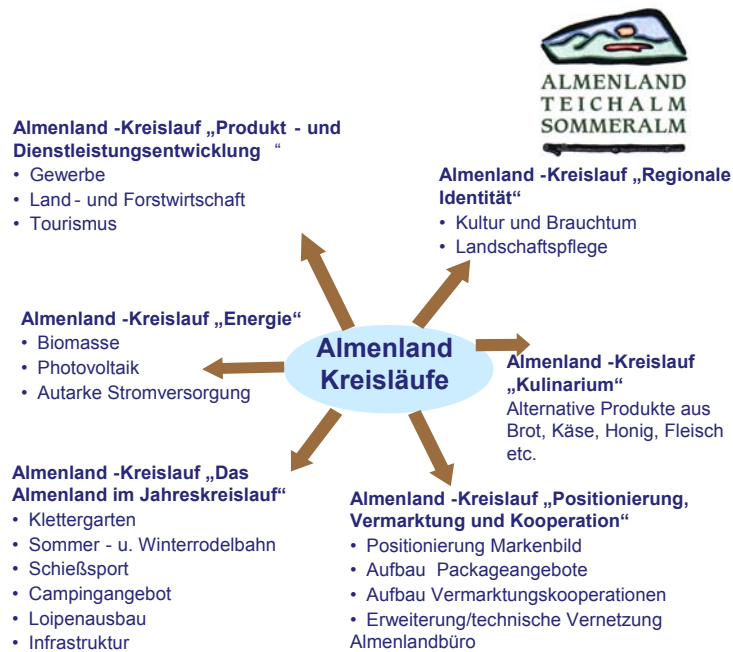 ALMENLAND
TEICHALM
SOMMERALM
Almenland -Kreislauf „Produkt - und
Dienstleistungsentwicklung “
• Gewerbe
• Land - und Forstwirtschaft
• Tourismus
Almenland -Kreislauf „Regionale
Identität“
• Kultur und Brauchtum
• Landschaftspflege
Almenland -Kreislauf „Energie“
• Biomasse
• Photovoltaik
• Autarke Stromversorgung
Almenland
Kreisläufe
Almenland -Kreislauf
„Kulinarium“
Alternative Produkte aus
Brot, Käse, Honig, Fleisch
etc.
Almenland -Kreislauf „Das
Almenland im Jahreskreislauf“
• Klettergarten
• Sommer - u. Winterrodelbahn
• Schießsport
• Campingangebot
• Loipenausbau
• Infrastruktur
Almenland -Kreislauf „Positionierung,
Vermarktung und Kooperation“
• Positionierung Markenbild
• Aufbau Packageangebote
• Aufbau Vermarktungskooperationen
• Erweiterung/technische Vernetzung
Almenlandbüro